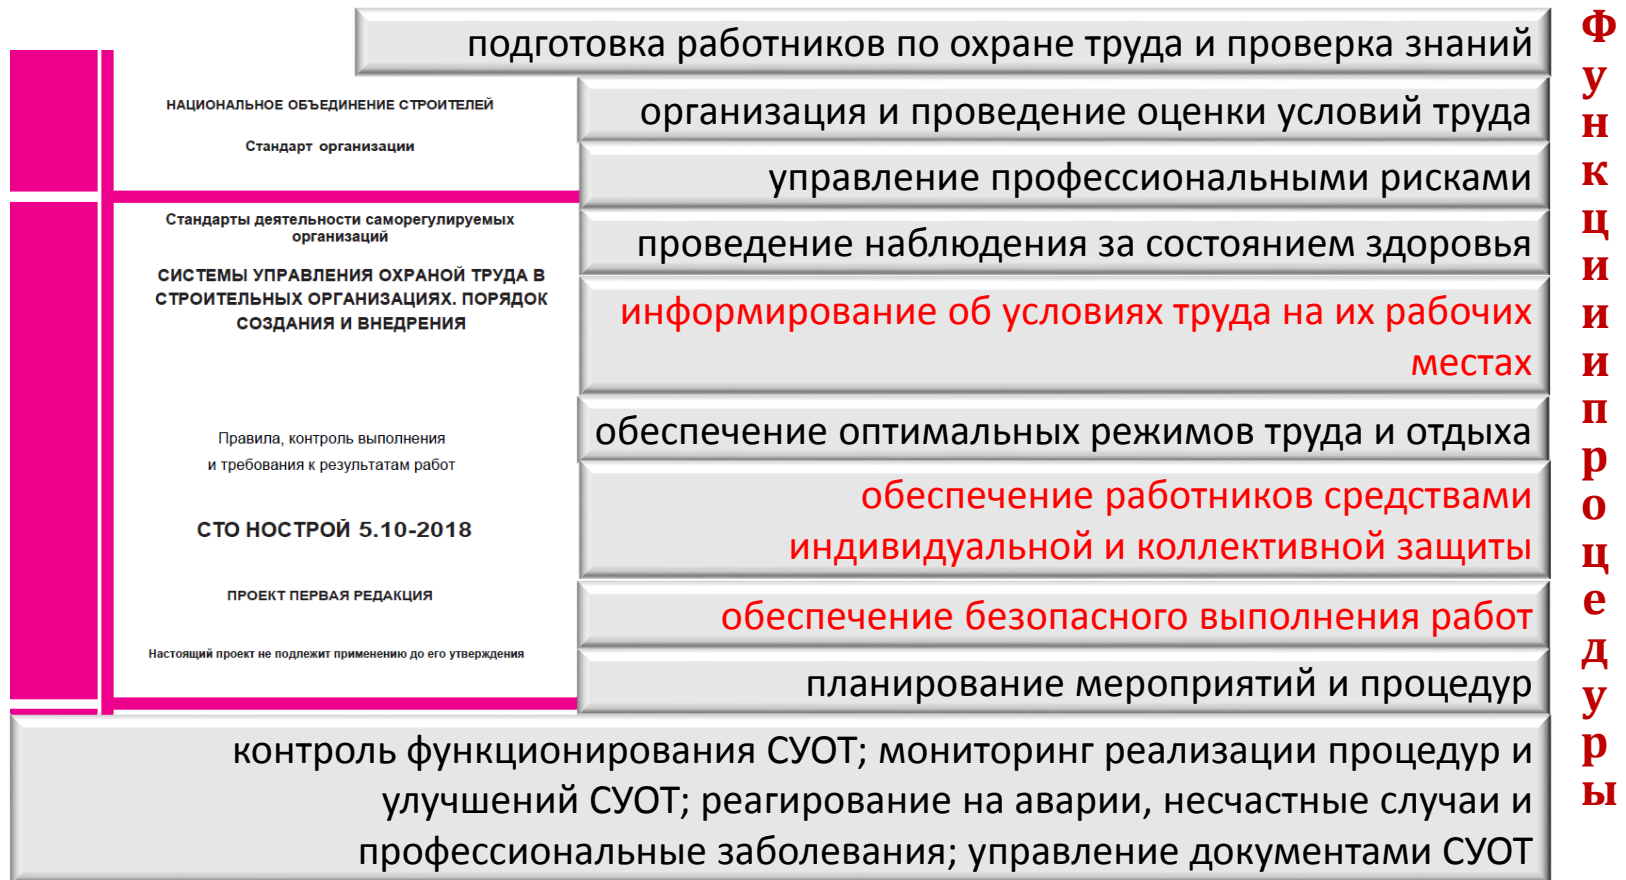 подготовка работников по охране труда и проверка знаний
НАЦИОНАЛЬНОЕ ОБЪЕДИНЕНИЕ СТРОИТЕЛЕЙ
Стандарт организации
Стандарты деятельности саморегулируемых
организаций
СИСТЕМЫ УПРАВЛЕНИЯ ОХРАНОЙ ТРУДА В
СТРОИТЕЛЬНЫХ ОРГАНИЗАЦИЯХ. ПОРЯДОК
СОЗДАНИЯ И ВНЕДРЕНИЯ
Правила, контроль выполнения
и требования к результатам работ
СТО НОСТРОЙ 5.10-2018
ПРОЕКТ ПЕРВАЯ РЕДАКЦИЯ
Настоящий проект не подлежит применению до его утверждения
организация и проведение оценки условий труда
управление профессиональными рисками
проведение наблюдения за состоянием здоровья
информирование об условиях труда на их рабочих
местах
обеспечение оптимальных режимов труда и отдыха
обеспечение работников средствами
индивидуальной и коллективной защиты
обеспечение безопасного выполнения работ
планирование мероприятий и процедур
контроль функционирования СУОТ; мониторинг реализации процедур и
улучшений СУОТ; реагирование на аварии, несчастные случаи и
профессиональные заболевания; управление документами СУОТ
Функции и процедуры